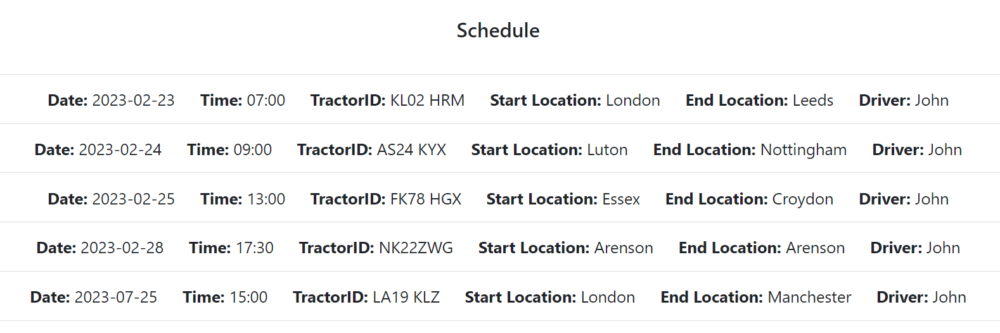 Schedule
Date: 2023-02-23 Time: 07:00 TractorID: KL02 HRM Start Location: London End Location: Leeds Driver: John
Date: 2023-02-24 Time: 09:00 TractorID: AS24 KYX Start Location: Luton End Location: Nottingham Driver: John
Date: 2023-02-25 Time: 13:00 TractorID: FK78 HGX Start Location: Essex End Location: Croydon Driver: John
Date: 2023-02-28 Time: 17:30 TractorID: NK22ZWG Start Location: Arenson End Location: Arenson Driver: John
Date: 2023-07-25 Time: 15:00 TractorID: LA19 KLZ Start Location: London End Location: Manchester Driver: John